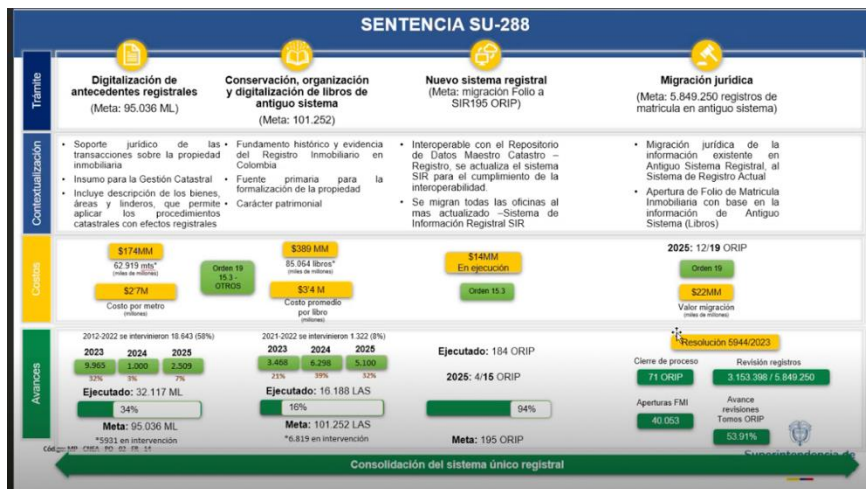 SENTENCIA SU-288
Trámite
Digitalización de
antecedentes registrales
(Meta: 95.036 ML)
Conservación, organización
y digitalización de libros de
antiguo sistema
(Meta: 101.252)
Nuevo sistema registral
(Meta: migración Folio a
SIR195 ORIP)
Migración jurídica
(Meta: 5.849.250 registros de
matricula en antiguo sistema)
Contextualización
• Soporte jurídico de las
transacciones sobre la propiedad
inmobiliaria
• Insumo para la Gestión Catastral
• Incluye descripción de los bienes,
áreas y linderos, que permite
aplicar los procedimientos
catastrales con efectos registrales
• Fundamento histórico y evidencia
del Registro Inmobiliario en
Colombia
• Fuente primaria para la
formalización de la propiedad
• Carácter patrimonial
• Interoperable con el Repositorio
de Datos Maestro Catastro –
Registro, se actualiza el sistema
SIR para el cumplimiento de la
interoperabilidad.
• Se migran todas las oficinas al
mas actualizado –Sistema de
Información Registral SIR
• Migración jurídica de la
información existente en
Antiguo Sistema Registral, al
Sistema de Registro Actual
• Apertura de Folio de Matricula
Inmobiliaria con base en la
información de Antiguo
Sistema (Libros)
Costos
$174MM
62.919 mts*
(miles de millones)
$2'7M
Costo por metro
(millones)
Orden 19
15.3 -
OTROS
$389 MM
85.064 libros*
(miles de millones)
$3'4 M
Costo promedio
por libro
(millones)
$14MM
En ejecución
Orden 15.3
2025: 12/19 ORIP
Orden 19
$22MM
Valor migración
(miles de millones)
Avances
2012-2022 se intervinieron 18.643 (58%)
2023 2024 2025
9.965 1.000 2.509
32% 3% 7%
Ejecutado: 32.117 ML
34%
Meta: 95.036 ML
*5931 en intervención
2021-2022 se intervinieron 1.322 (8%)
2023 2024 2025
3.468 6.298 5.100
21% 39% 32%
Ejecutado: 16.188 LAS
16%
Meta: 101.252 LAS
*6.819 en intervención
Ejecutado: 184 ORIP
2025: 4/15 ORIP
94%
Meta: 195 ORIP
Resolución 5944/2023
Cierre de proceso
71 ORIP
Revisión registros
3.153.398 / 5.849.250
Aperturas FMI
40.053
Avance
revisiones
Tomos ORIP
53.91%
Superintendencia de
Consolidación del sistema único registral